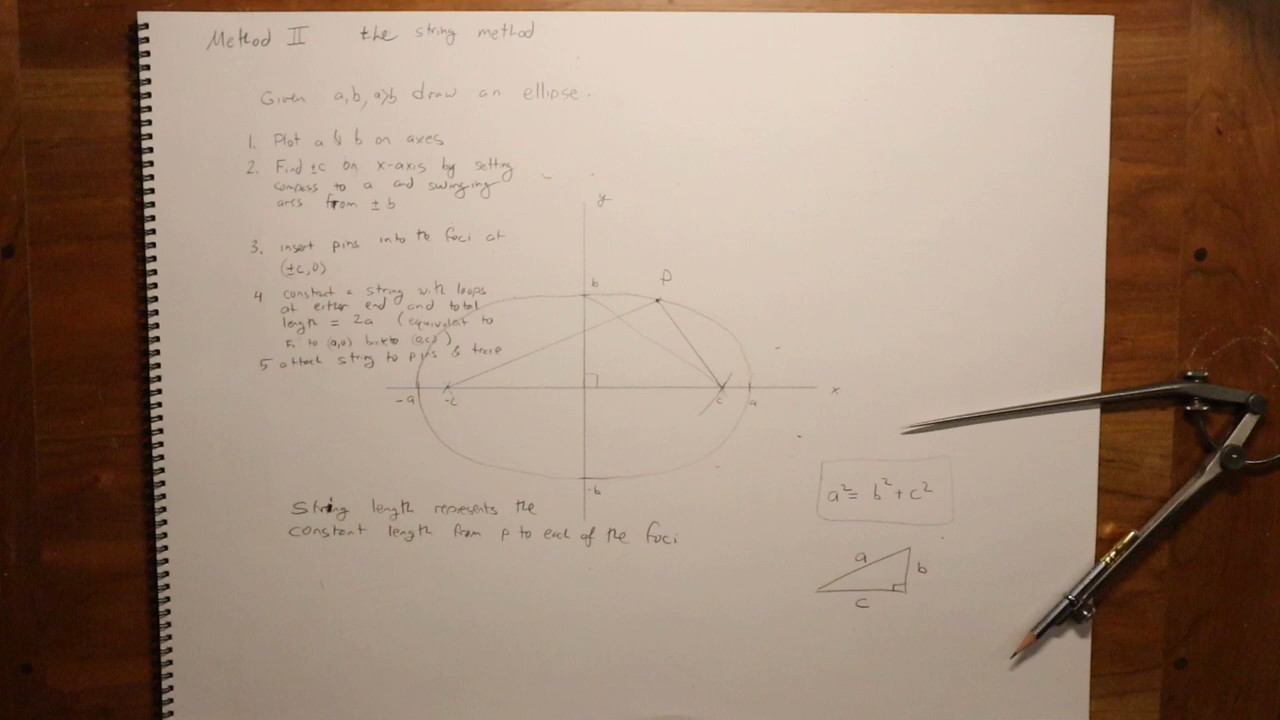 Method II the string method
Given a,b, a>b draw an ellipse.
1. Plot a & b on axes
2. Find ±c on x-axis by setting
compass to a and swinging
arcs from ± b
3. insert pins into the foci at
(±c,0)
4 construct a string with loops
at either end and total
length = 2a (equivalent to
to (a,0) back to
5 attach string to pins & trace
y
b
P
-a
-c
c
a
x
-b
String length represents the
constant length from p to each of the foci
a² = b² + c²
a
b
c